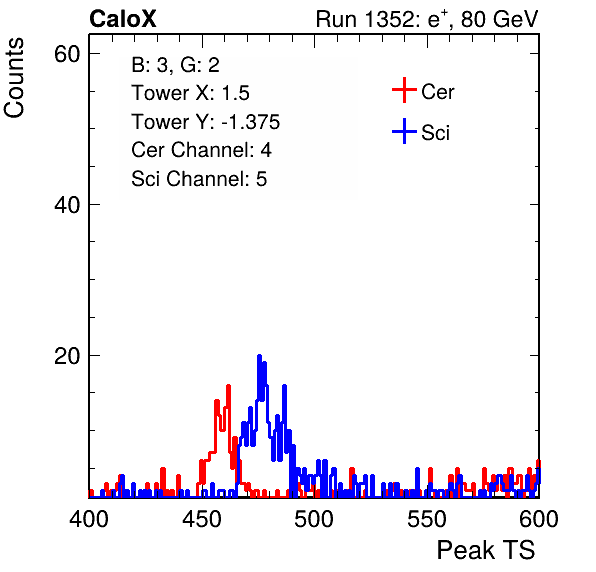 CaloX Run 1352: e⁺, 80 GeV
B: 3, G: 2
Tower X: 1.5
Tower Y: -1.375
Cer Channel: 4
Sci Channel: 5
Cer
Sci
Counts
60
40
20
400 450 500 550 600
Peak TS